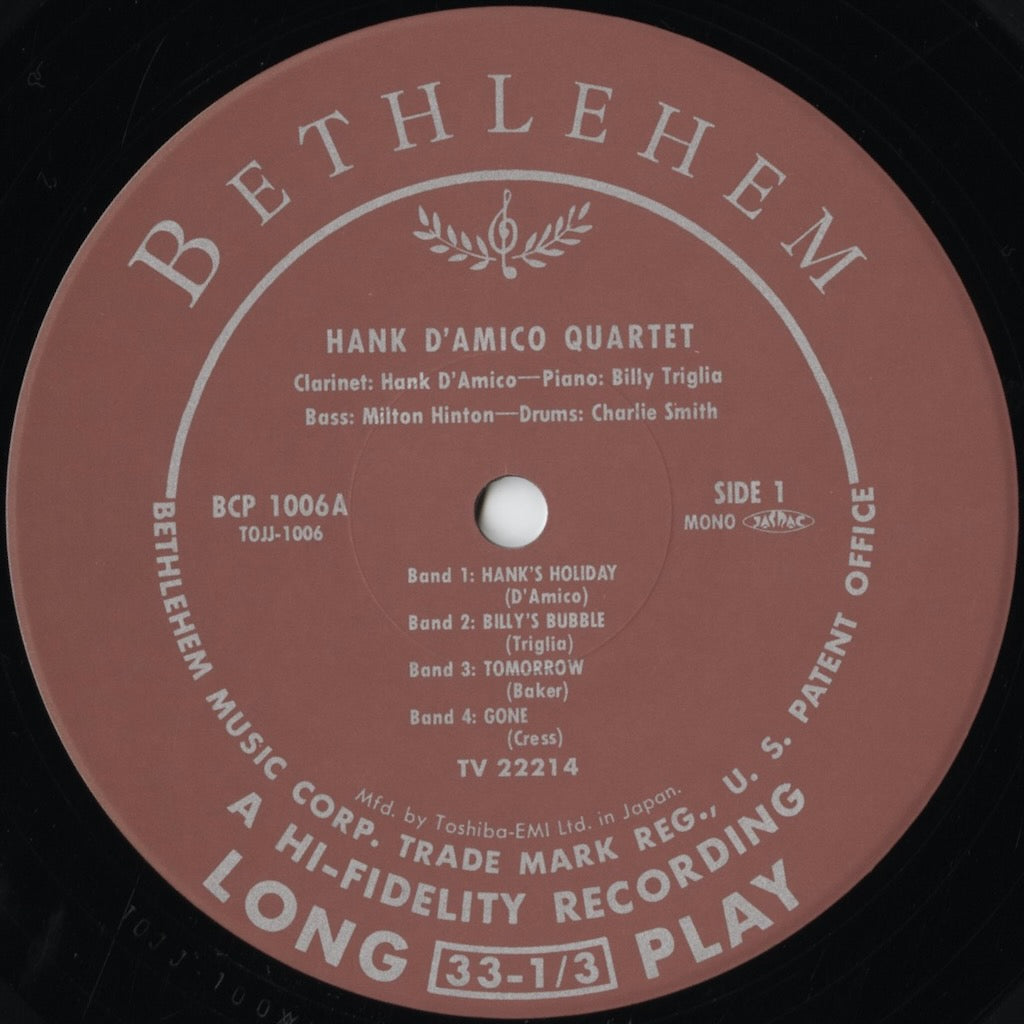 BETHLEHEM
HANK D'AMICO QUARTET
Clarinet: Hank D'Amico—Piano: Billy Triglia
Bass: Milton Hinton—Drums: Charlie Smith
BCP 1006A
TOJJ-1006
SIDE 1
MONO JASRAC
Band 1: HANK'S HOLIDAY
(D'Amico)
Band 2: BILLY'S BUBBLE
(Triglia)
Band 3: TOMORROW
(Baker)
Band 4: GONE
(Cress)
TV 22214
Mfd. by Toshiba-EMI Ltd. in Japan.
BETHLEHEM MUSIC CORP. TRADE MARK REG., U. S. PATENT OFFICE
A HI-FIDELITY RECORDING
LONG 33-1/3 PLAY